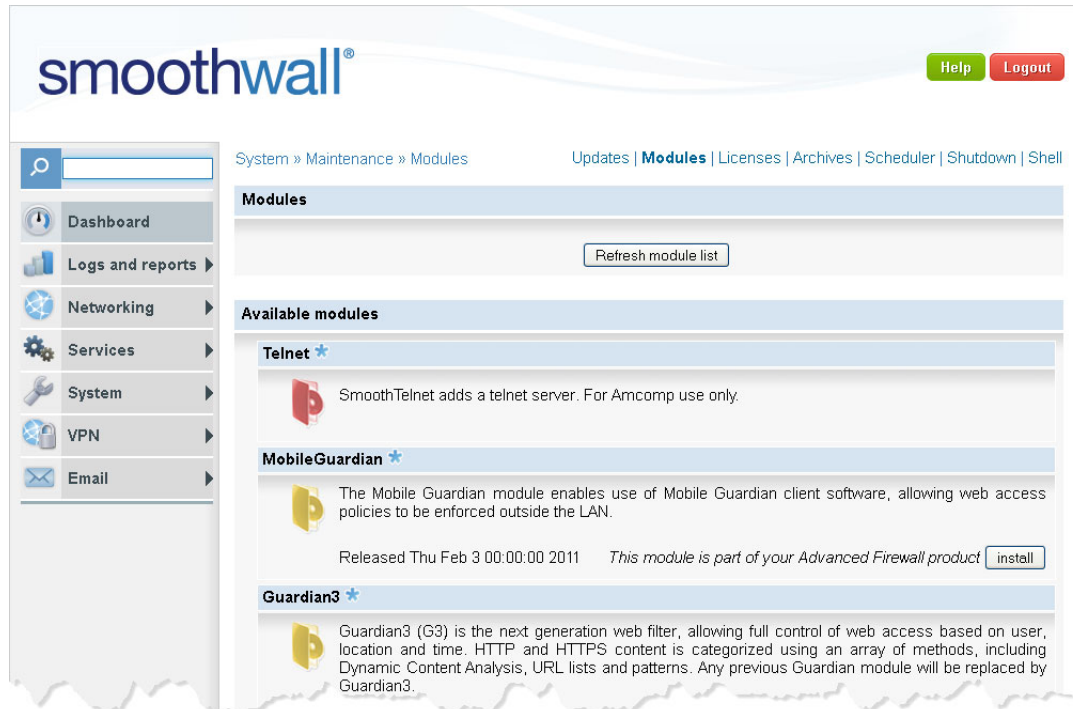 smoothwall®
Help
Logout
System » Maintenance » Modules
Updates | Modules | Licenses | Archives | Scheduler | Shutdown | Shell
Dashboard
Logs and reports
Networking
Services
System
VPN
Email
Modules
Refresh module list
Available modules
Telnet
SmoothTelnet adds a telnet server. For Amcomp use only.
MobileGuardian
The Mobile Guardian module enables use of Mobile Guardian client software, allowing web access
policies to be enforced outside the LAN.
Released Thu Feb 3 00:00:00 2011 This module is part of your Advanced Firewall product install
Guardian3
Guardian3 (G3) is the next generation web filter, allowing full control of web access based on user,
location and time. HTTP and HTTPS content is categorized using an array of methods, including
Dynamic Content Analysis, URL lists and patterns. Any previous Guardian module will be replaced by
Guardian3.